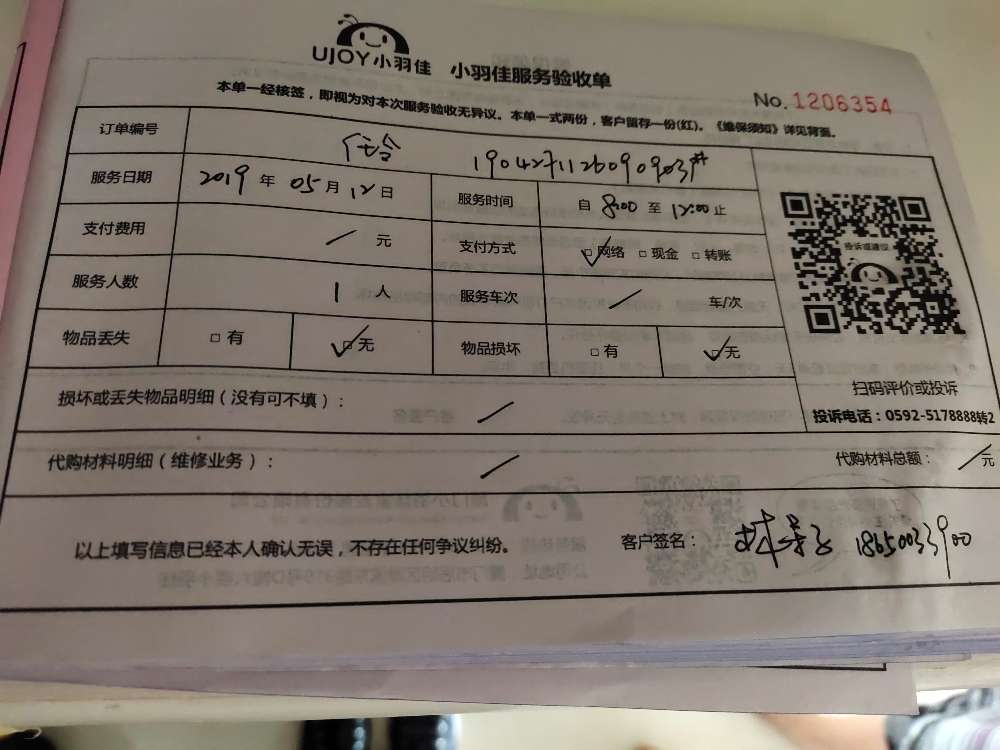 UJOY小羽佳 小羽佳服务验收单
No. 1206354
本单一经核签，即视为对本次服务验收无异议。本单一式两份，客户留存一份(红)。《维保须知》详见背面。
订单编号 1904271126090903#
服务日期 2019 年 05 月 12 日 服务时间 自 8:00 至 12:00 止
支付费用 / 元 支付方式 □网络 □现金 □转账
服务人数 1 人 服务车次 / 车/次
物品丢失 □有 □无 物品损坏 □有 □无
投诉或建议
扫码评价或投诉
投诉电话：0592-5178888转2
损坏或丢失物品明细（没有可不填）： /
代购材料明细（维修业务）： / 代购材料总额： / 元
以上填写信息已经本人确认无误，不存在任何争议纠纷。 客户签名： 18650033900